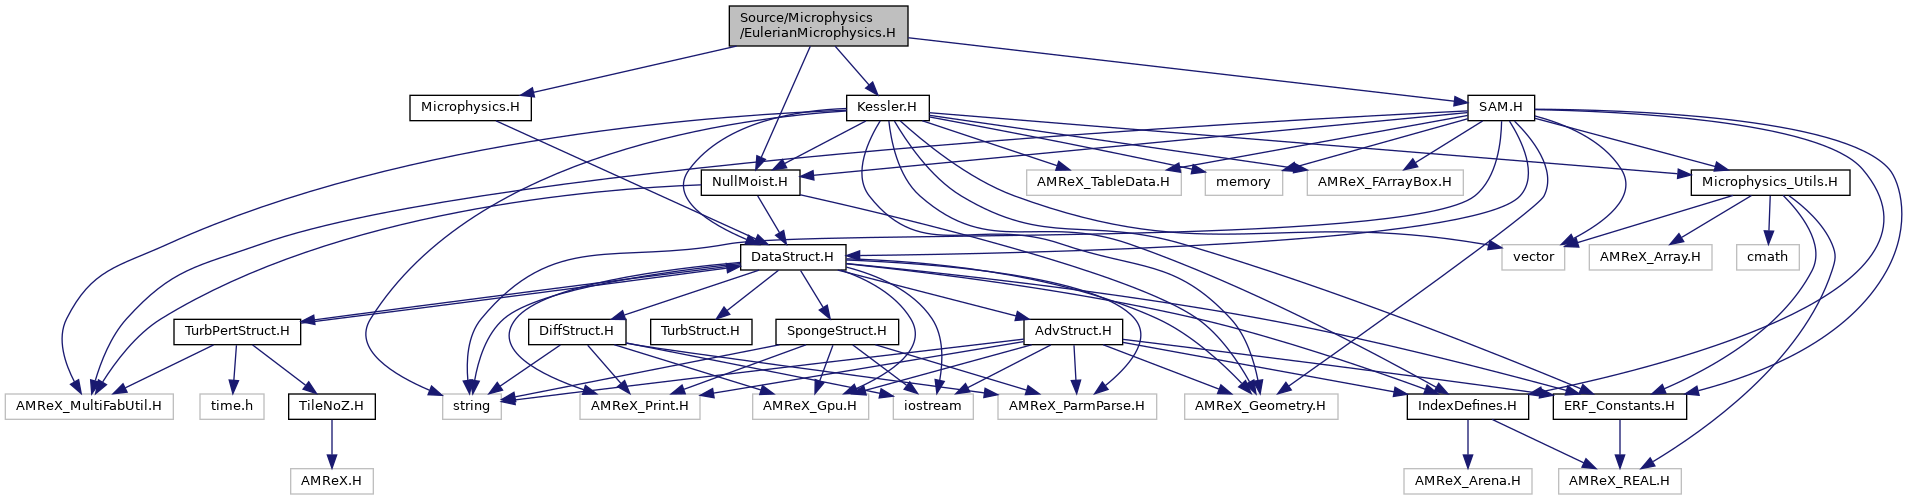 Source/Microphysics
/EulerianMicrophysics.H
Microphysics.H
Kessler.H
SAM.H
NullMoist.H
AMReX_TableData.H
memory
AMReX_FArrayBox.H
Microphysics_Utils.H
DataStruct.H
vector
AMReX_Array.H
cmath
TurbPertStruct.H
DiffStruct.H
TurbStruct.H
SpongeStruct.H
AdvStruct.H
AMReX_MultiFabUtil.H
time.h
TileNoZ.H
string
AMReX_Print.H
AMReX_Gpu.H
iostream
AMReX_ParmParse.H
AMReX_Geometry.H
IndexDefines.H
ERF_Constants.H
AMReX.H
AMReX_Arena.H
AMReX_REAL.H